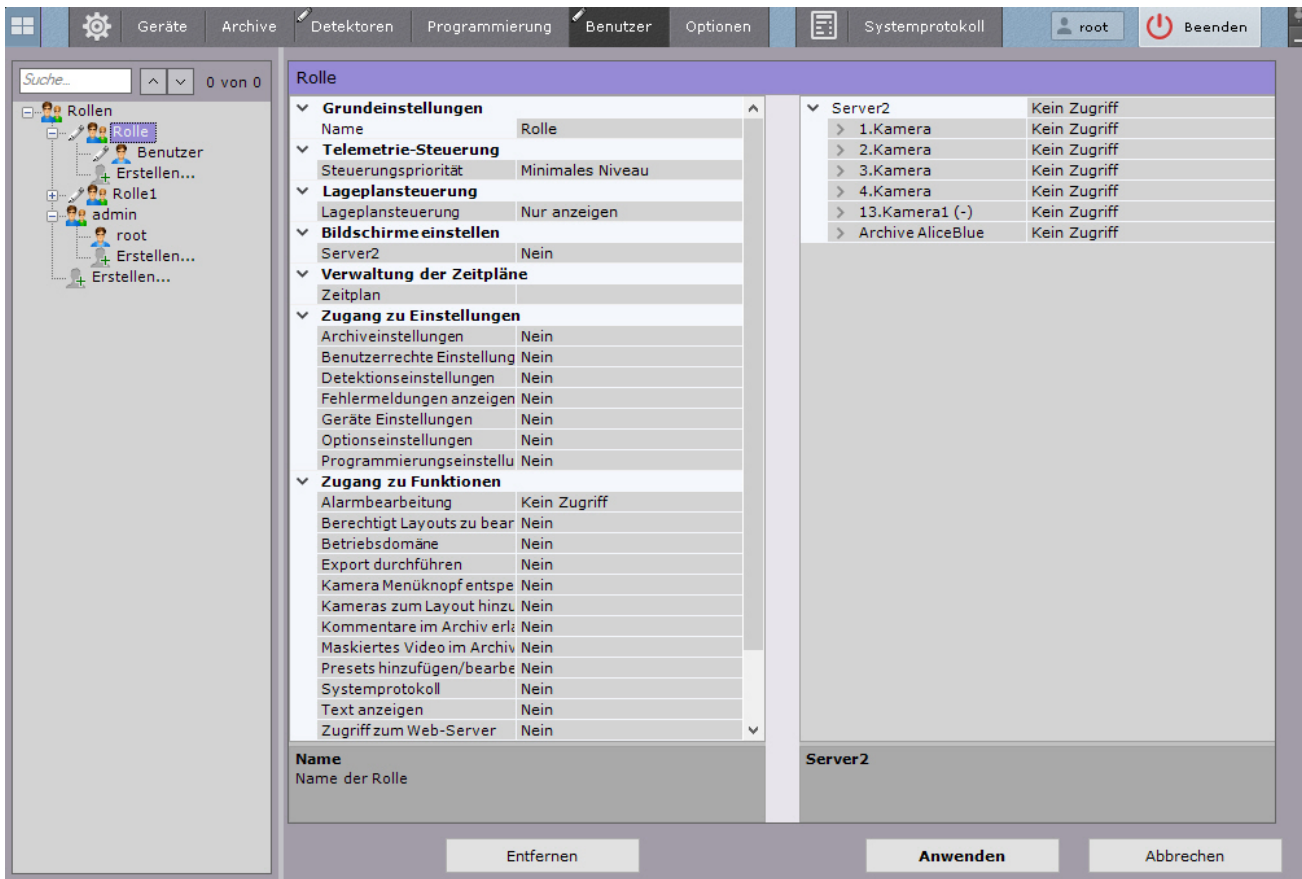 Geräte Archive Detektoren Programmierung Benutzer Optionen Systemprotokoll root Beenden
Suche... 0 von 0
Rollen
Rolle
Benutzer
Erstellen...
Rolle1
admin
root
Erstellen...
Erstellen...
Rolle
Grundeinstellungen
Name Rolle
Telemetrie-Steuerung
Steuerungspriorität Minimales Niveau
Lageplansteuerung
Lageplansteuerung Nur anzeigen
Bildschirme einstellen
Server2 Nein
Verwaltung der Zeitpläne
Zeitplan
Zugang zu Einstellungen
Archiveinstellungen Nein
Benutzerrechte Einstellung Nein
Detektionseinstellungen Nein
Fehlermeldungen anzeigen Nein
Geräte Einstellungen Nein
Optionseinstellungen Nein
Programmierungseinstellu Nein
Zugang zu Funktionen
Alarmbearbeitung Kein Zugriff
Berechtigt Layouts zu bear Nein
Betriebsdomäne Nein
Export durchführen Nein
Kamera Menüknopf entspe Nein
Kameras zum Layout hinzu Nein
Kommentare im Archiv erla Nein
Maskiertes Video im Archiv Nein
Presets hinzufügen/bearbe Nein
Systemprotokoll Nein
Text anzeigen Nein
Zugriff zum Web-Server Nein
Name
Name der Rolle
Server2 Kein Zugriff
1.Kamera Kein Zugriff
2.Kamera Kein Zugriff
3.Kamera Kein Zugriff
4.Kamera Kein Zugriff
13.Kamera1 (-) Kein Zugriff
Archive AliceBlue Kein Zugriff
Server2
Entfernen Anwenden Abbrechen